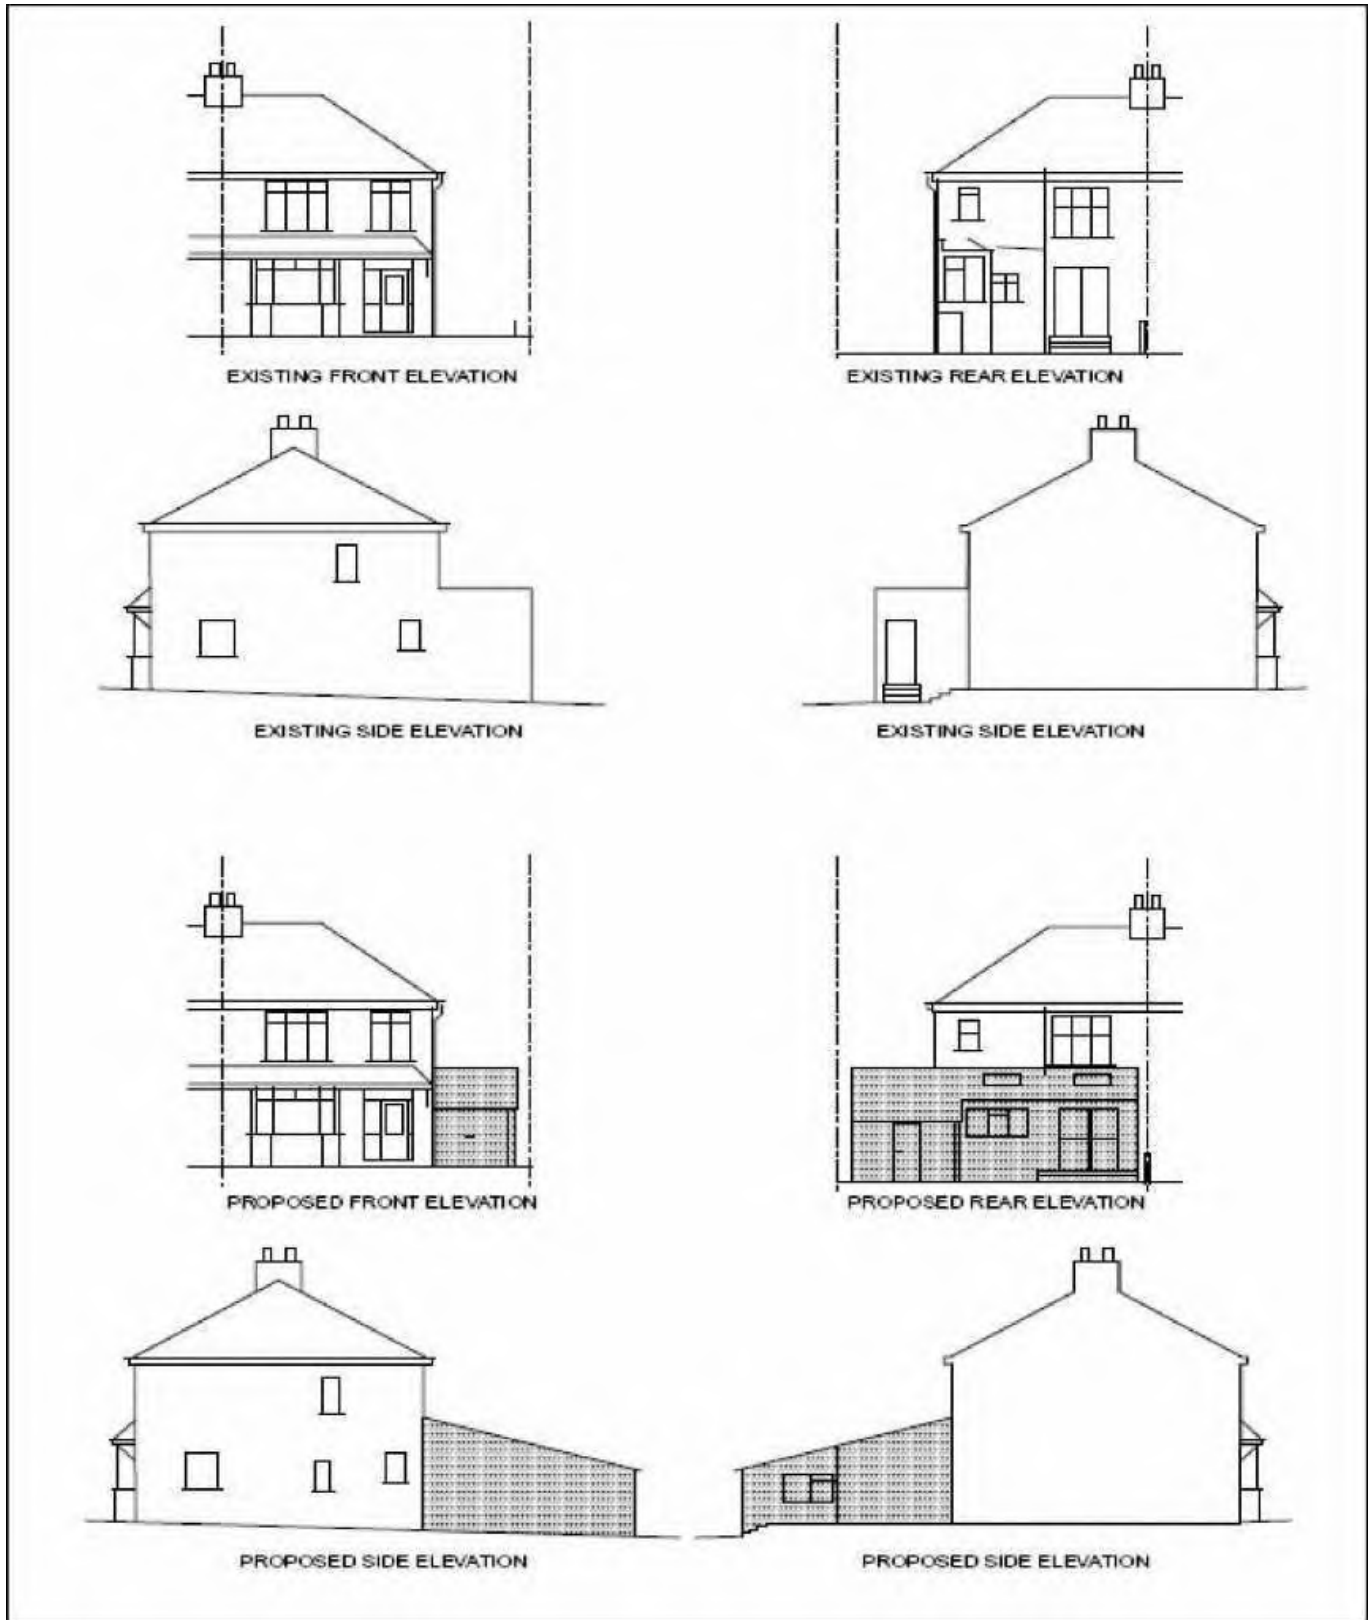 EXISTING FRONT ELEVATION
EXISTING REAR ELEVATION
EXISTING SIDE ELEVATION
EXISTING SIDE ELEVATION
PROPOSED FRONT ELEVATION
PROPOSED REAR ELEVATION
PROPOSED SIDE ELEVATION
PROPOSED SIDE ELEVATION